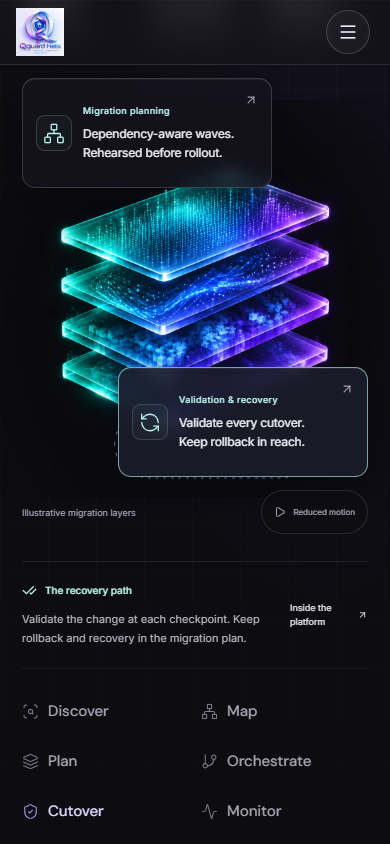 Qguard Helix
Migration planning
Dependency-aware waves.
Rehearsed before rollout.
Validation & recovery
Validate every cutover.
Keep rollback in reach.
Illustrative migration layers
Reduced motion
The recovery path
Validate the change at each checkpoint. Keep
rollback and recovery in the migration plan.
Inside the
platform
Discover
Map
Plan
Orchestrate
Cutover
Monitor